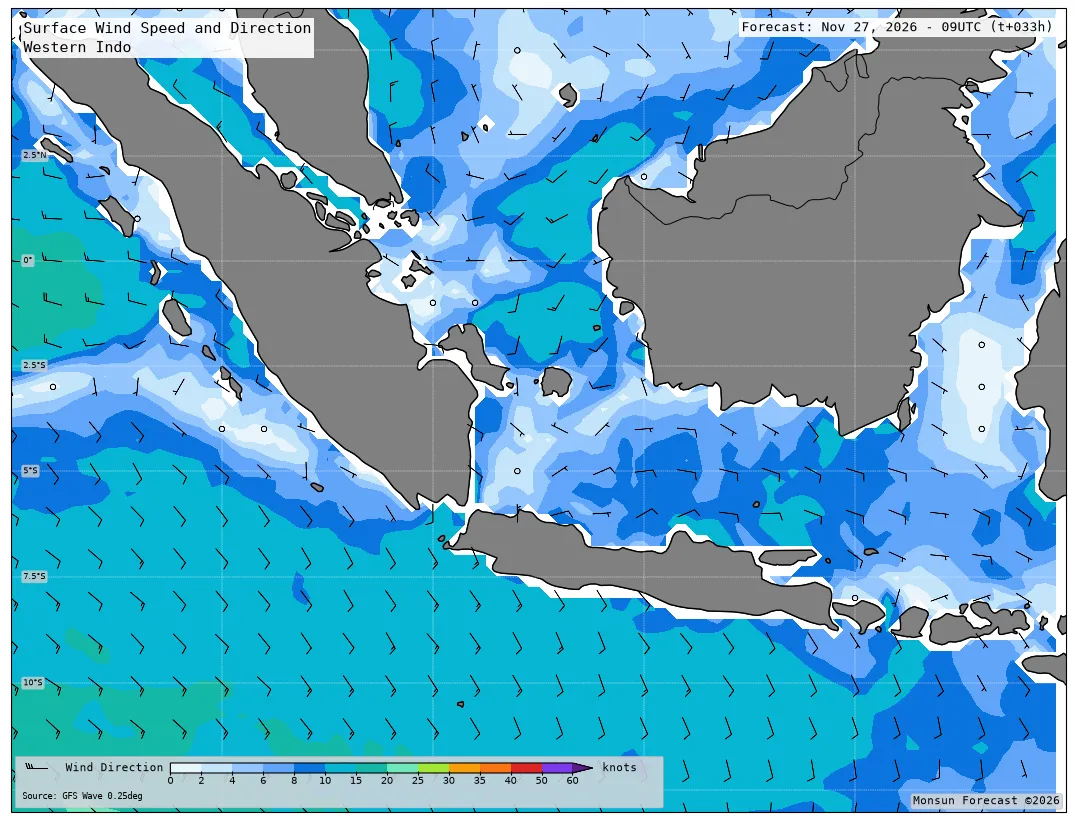 Surface Wind Speed and Direction
Western Indo
Forecast: Nov 27, 2026 - 09UTC (t+033h)
2.5°N
0°
2.5°S
5°S
7.5°S
10°S
Wind Direction
0 2 4 6 8 10 15 20 25 30 35 40 50 60 knots
Source: GFS Wave 0.25deg
Monsun Forecast ©2026